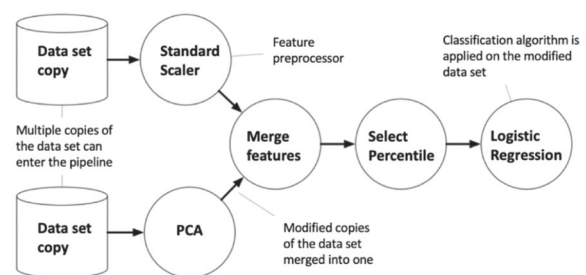 Data set
copy
Standard
Scaler
Feature
preprocessor
Classification algorithm is
applied on the modified
data set
Multiple copies of
the data set can
enter the pipeline
Merge
features
Select
Percentile
Logistic
Regression
Data set
copy
PCA
Modified copies
of the data set
merged into one